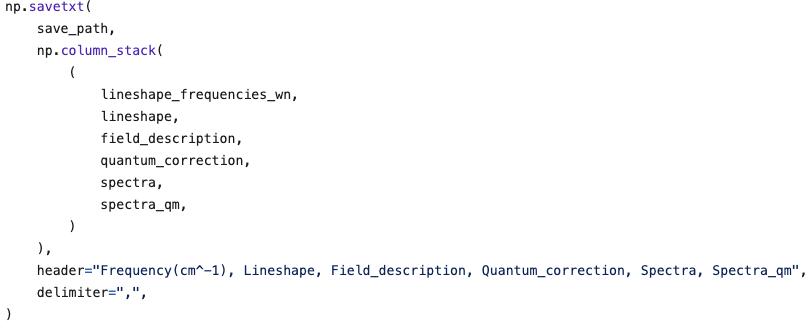 np.savetxt(
    save_path,
    np.column_stack(
        (
            lineshape_frequencies_wn,
            lineshape,
            field_description,
            quantum_correction,
            spectra,
            spectra_qm,
        )
    ),
    header="Frequency(cm^-1), Lineshape, Field_description, Quantum_correction, Spectra, Spectra_qm",
    delimiter=",",
)